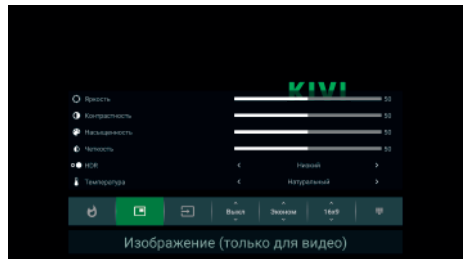 KIVI
Яркость 50
Контрастность 50
Насыщенность 50
Четкость 50
HDR Низкий
Температура Натуральный
Выкл Эконом 16x9
Изображение (только для видео)